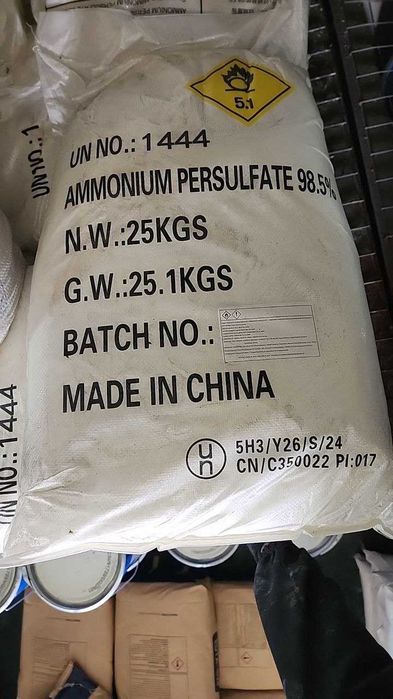 5.1
UN NO.:1444
AMMONIUM PERSULFATE 98.5%
N.W.:25KGS
G.W.:25.1KGS
BATCH NO.:
MADE IN CHINA
un
5H3/Y26/S/24
CN/C350022 PI:017
UN NO.:1
UN NO.:1444